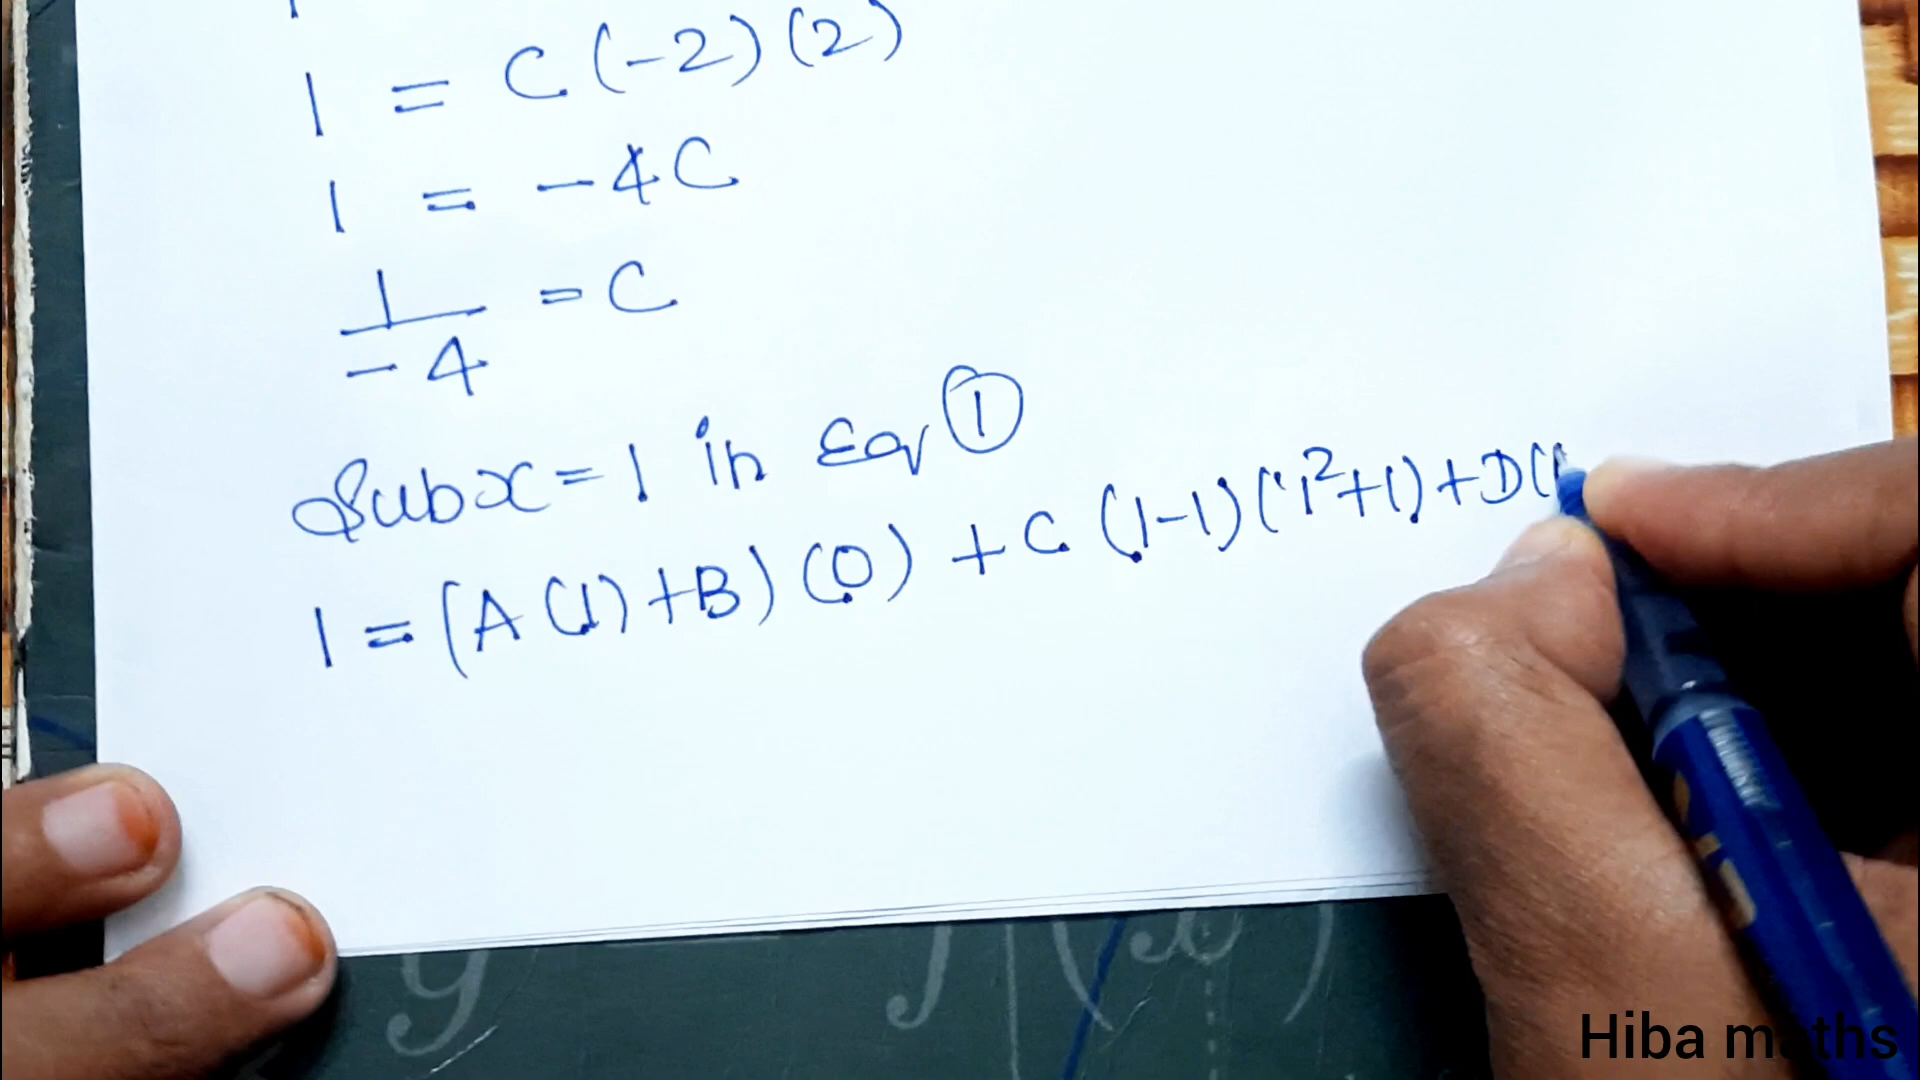 1 = C (-2) (2)
1 = -4C
1/-4 = C
Sub x = 1 in Eq ①
1 = (A (1) + B) (0) + C (1-1) (1²+1) + D(1
y f(x)
Hiba maths